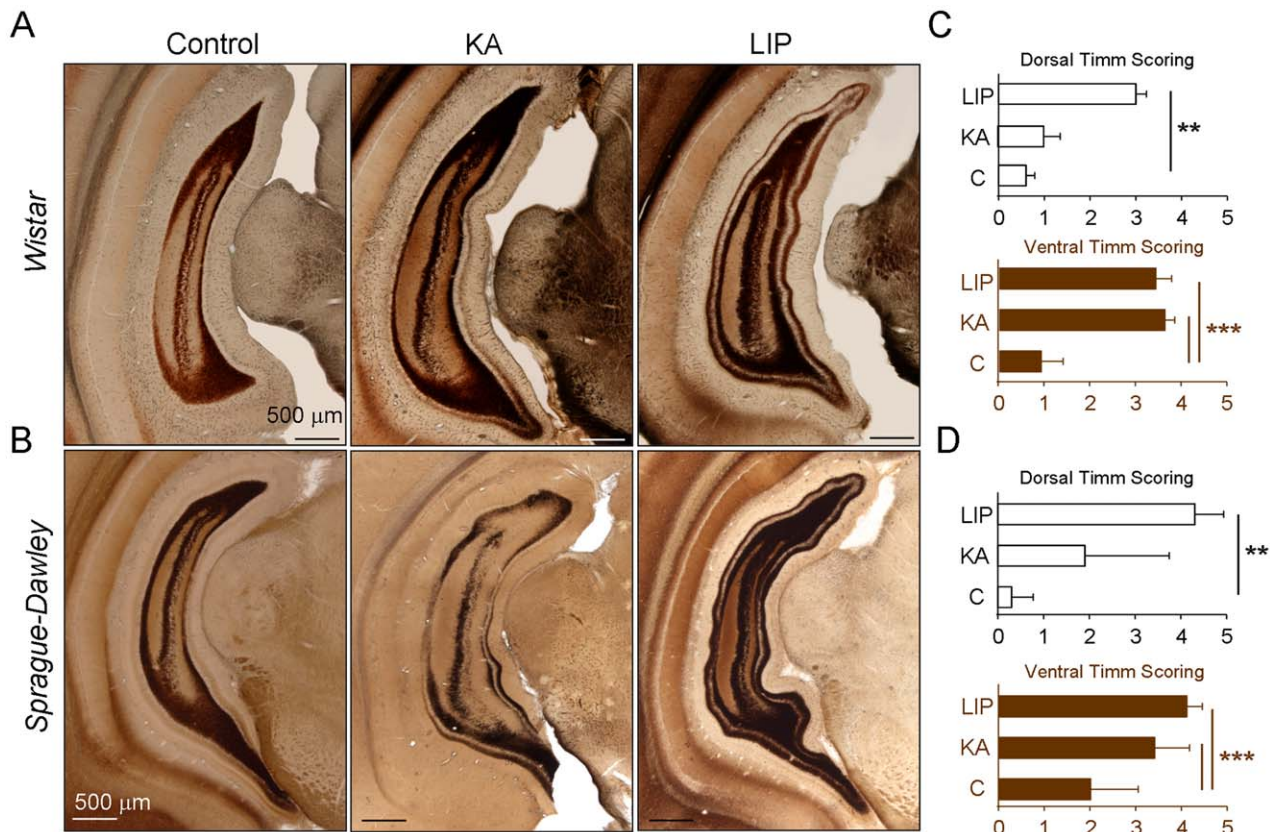 A
Control
KA
LIP
Wistar
500 μm
B
Sprague-Dawley
500 μm
C
Dorsal Timm Scoring
LIP
KA
C
**
0 1 2 3 4 5
Ventral Timm Scoring
LIP
KA
C
***
0 1 2 3 4 5
D
Dorsal Timm Scoring
LIP
KA
C
**
0 1 2 3 4 5
Ventral Timm Scoring
LIP
KA
C
***
0 1 2 3 4 5